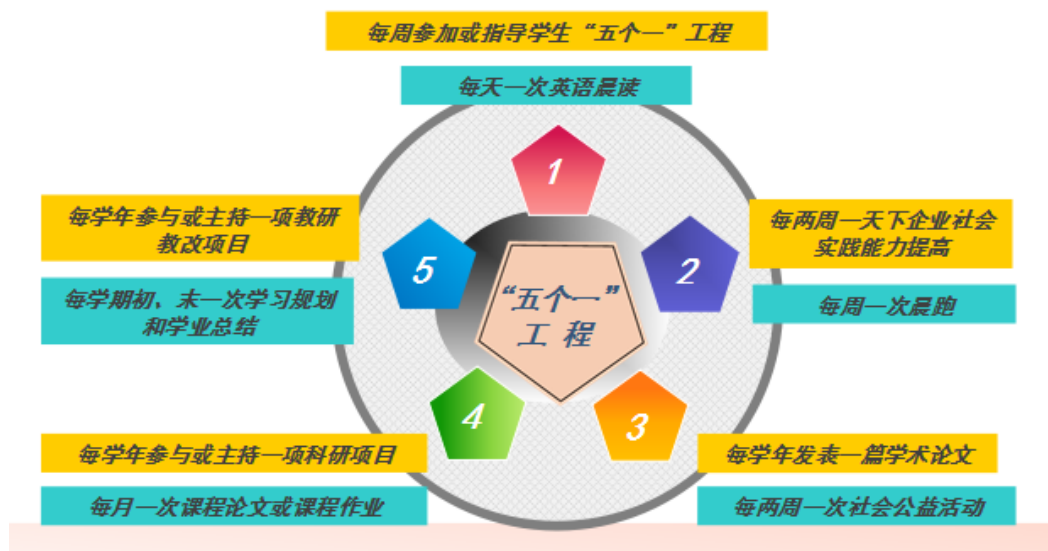 每周参加或指导学生“五个一”工程
每天一次英语晨读
1
每学年参与或主持一项教研
教改项目
每两周一天下企业社会
实践能力提高
5
2
每学期初、末一次学习规划
和学业总结
每周一次晨跑
“五个一”
工 程
4
3
每学年参与或主持一项科研项目
每学年发表一篇学术论文
每月一次课程论文或课程作业
每两周一次社会公益活动